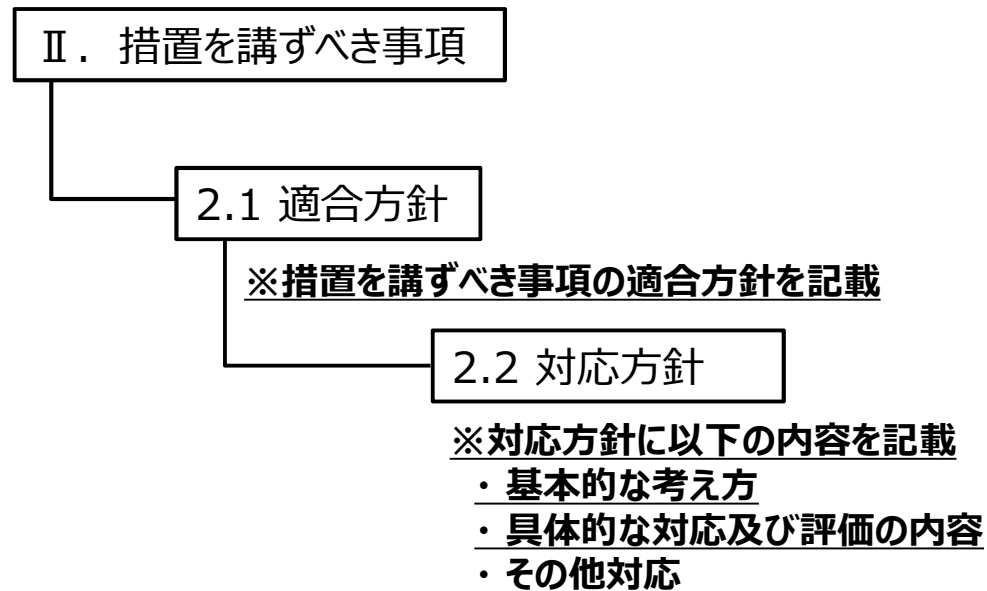 Ⅱ．措置を講ずべき事項
2.1 適合方針
※措置を講ずべき事項の適合方針を記載
2.2 対応方針
※対応方針に以下の内容を記載
・基本的な考え方
・具体的な対応及び評価の内容
・その他対応